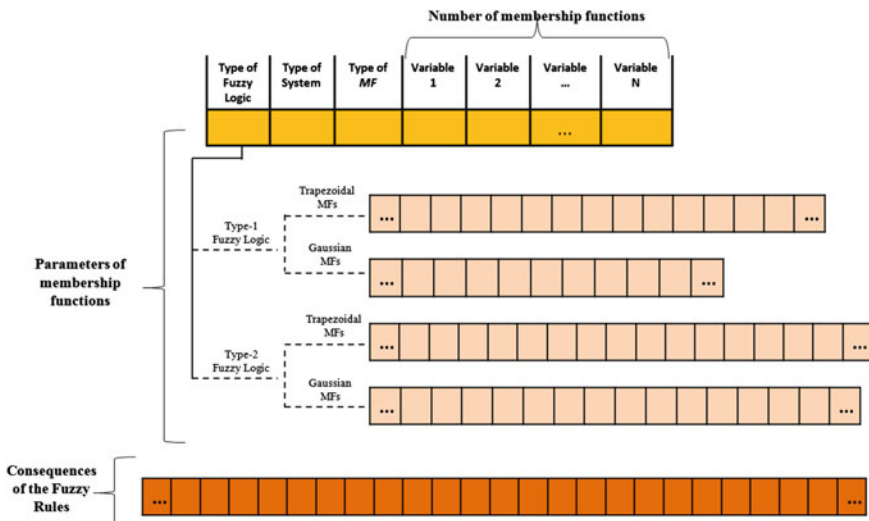 Number of membership functions
Type of
Fuzzy
Logic
Type of
System
Type of
MF
Variable
1
Variable
2
Variable
...
Variable
N
...
Parameters of
membership
functions
Type-1
Fuzzy Logic
Trapezoidal
MFs
... ...
Gaussian
MFs
... ...
Type-2
Fuzzy Logic
Trapezoidal
MFs
... ...
Gaussian
MFs
... ...
Consequences
of the Fuzzy
Rules
... ...